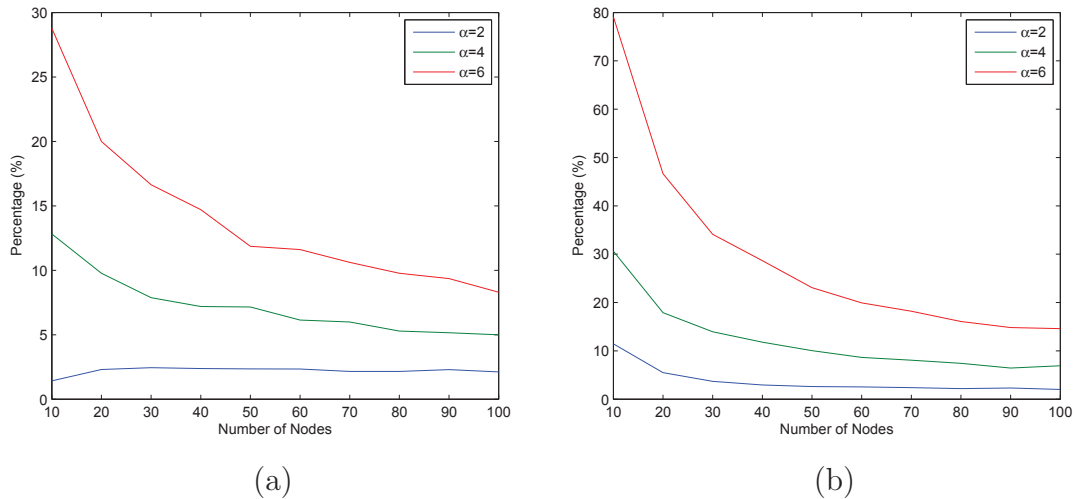 30
25
20
15
10
5
0
Percentage (%)
α=2
α=4
α=6
10 20 30 40 50 60 70 80 90 100
Number of Nodes
(a)
80
70
60
50
40
30
20
10
0
Percentage (%)
α=2
α=4
α=6
10 20 30 40 50 60 70 80 90 100
Number of Nodes
(b)